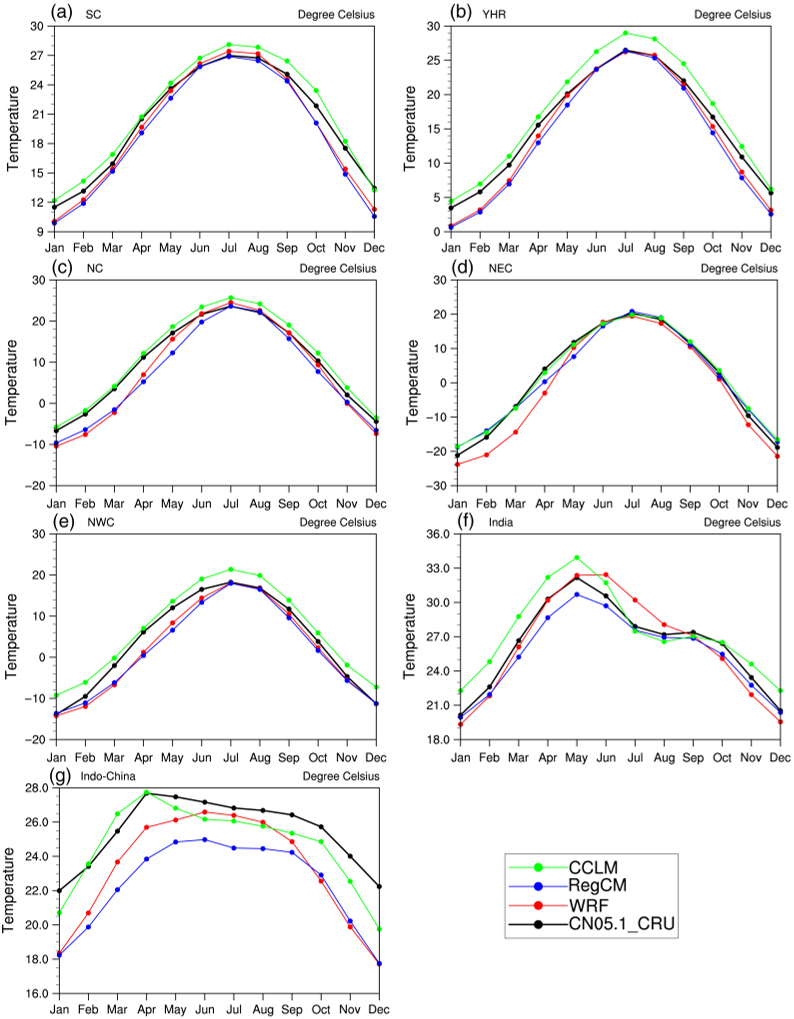 (a) SC Degree Celsius
30
27
24
21
18
15
12
9
Temperature
Jan Feb Mar Apr May Jun Jul Aug Sep Oct Nov Dec
(b) YHR Degree Celsius
30
25
20
15
10
5
0
Temperature
Jan Feb Mar Apr May Jun Jul Aug Sep Oct Nov Dec
(c) NC Degree Celsius
30
20
10
0
−10
−20
Temperature
Jan Feb Mar Apr May Jun Jul Aug Sep Oct Nov Dec
(d) NEC Degree Celsius
30
20
10
0
−10
−20
−30
Temperature
Jan Feb Mar Apr May Jun Jul Aug Sep Oct Nov Dec
(e) NWC Degree Celsius
30
20
10
0
−10
−20
Temperature
Jan Feb Mar Apr May Jun Jul Aug Sep Oct Nov Dec
(f) India Degree Celsius
36.0
33.0
30.0
27.0
24.0
21.0
18.0
Temperature
Jan Feb Mar Apr May Jun Jul Aug Sep Oct Nov Dec
(g) Indo-China Degree Celsius
28.0
26.0
24.0
22.0
20.0
18.0
16.0
Temperature
Jan Feb Mar Apr May Jun Jul Aug Sep Oct Nov Dec
CCLM
RegCM
WRF
CN05.1_CRU